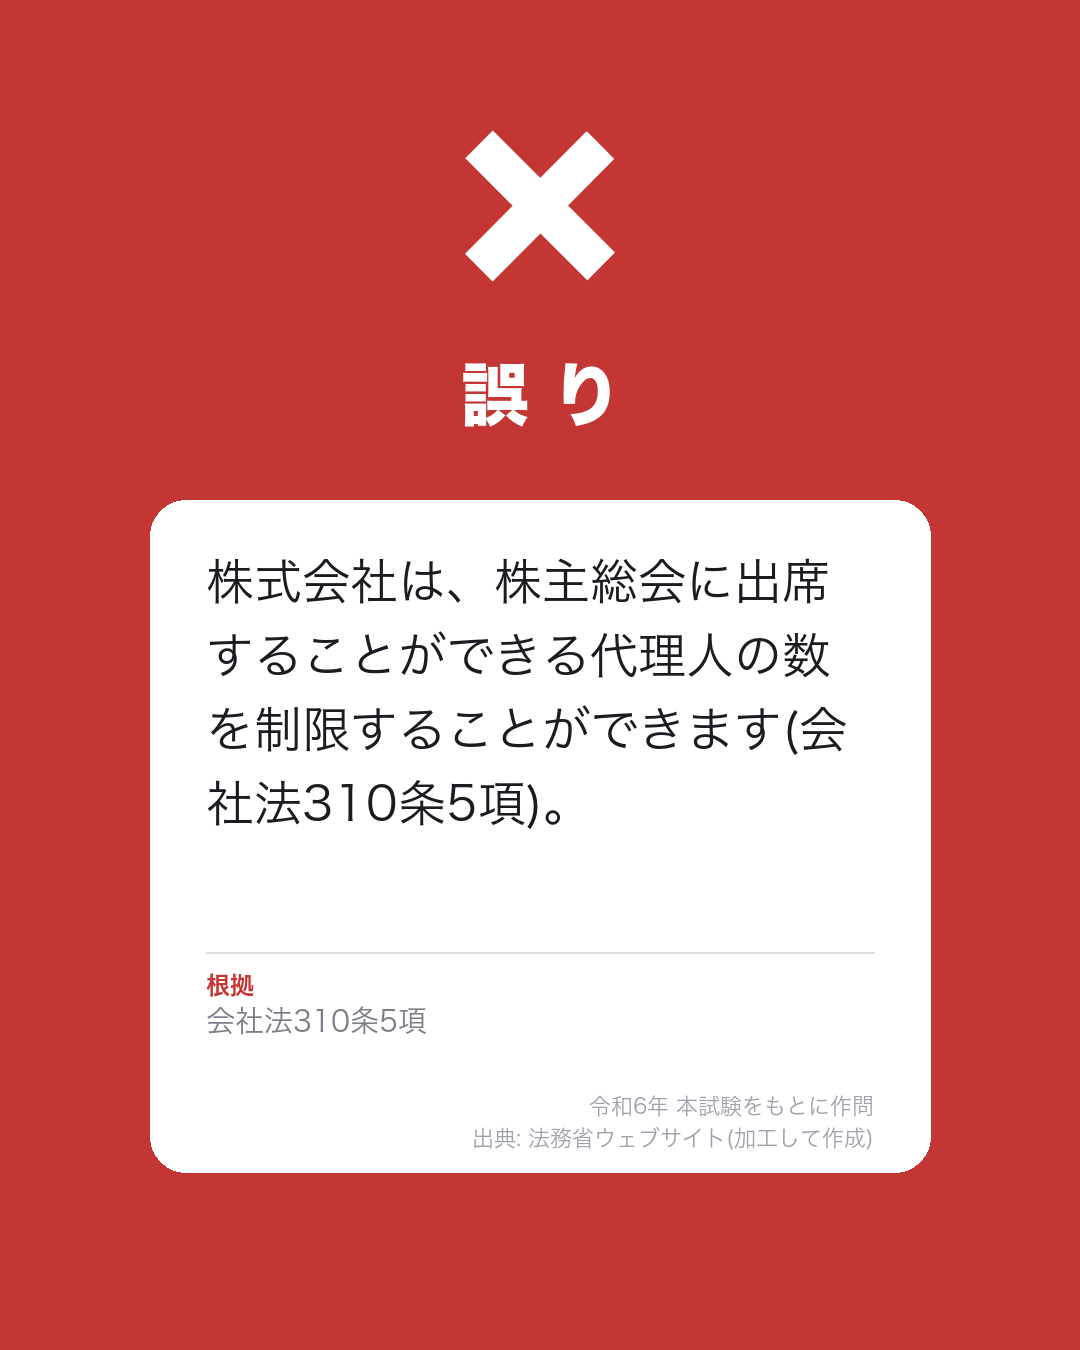 誤り
株式会社は、株主総会に出席
することができる代理人の数
を制限することができます(会
社法310条5項)。
根拠
会社法310条5項
令和6年 本試験をもとに作問
出典: 法務省ウェブサイト(加工して作成)